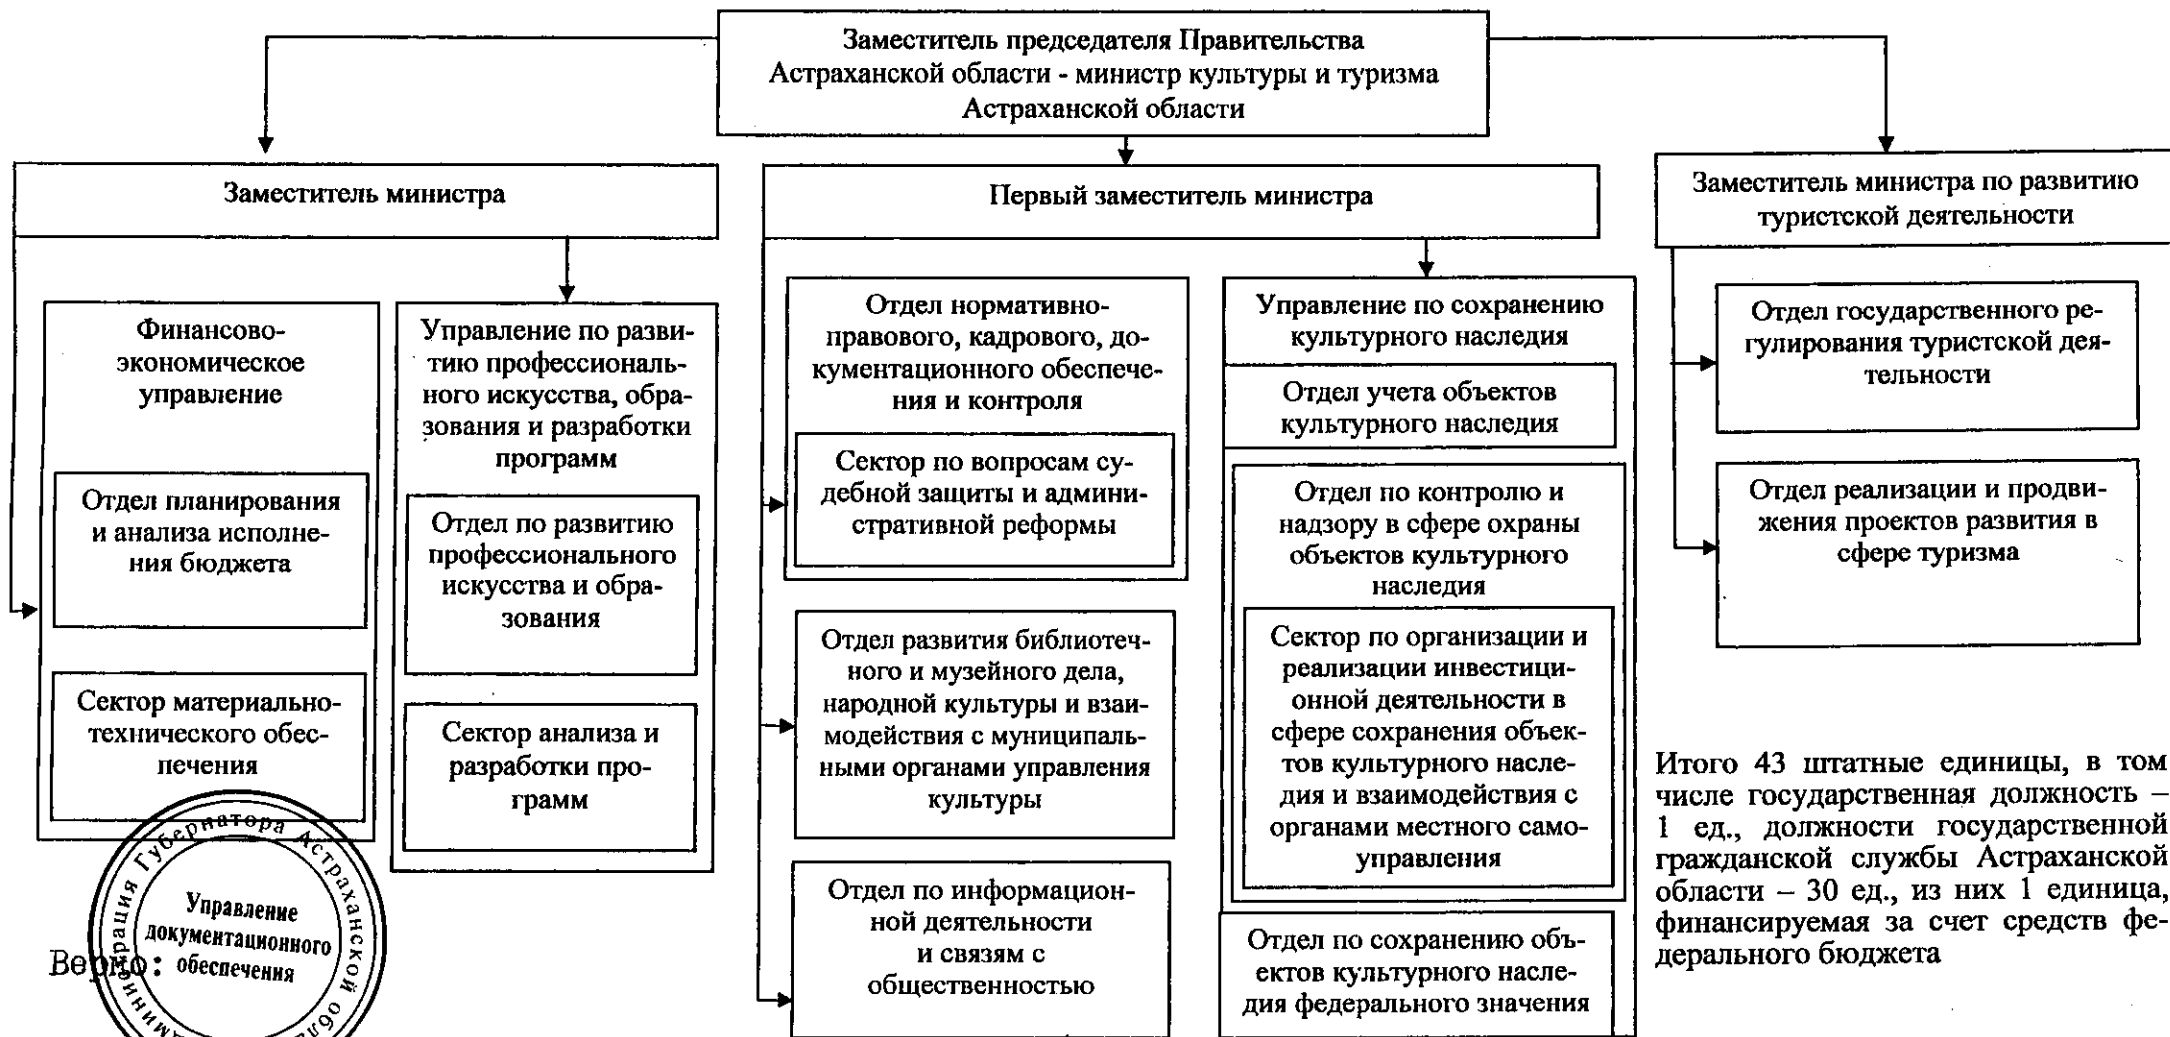 Заместитель председателя Правительства
Астраханской области - министр культуры и туризма
Астраханской области
Заместитель министра
Финансово-
экономическое
управление
Отдел планирования
и анализа исполне-
ния бюджета
Сектор материально-
технического обес-
печения
Управление по разви-
тию профессиональ-
ного искусства, обра-
зования и разработки
программ
Отдел по развитию
профессионального
искусства и обра-
зования
Сектор анализа и
разработки про-
грамм
Первый заместитель министра
Отдел нормативно-
правового, кадрового, до-
кументационного обеспече-
ния и контроля
Сектор по вопросам су-
дебной защиты и админи-
стративной реформы
Отдел развития библиотеч-
ного и музейного дела,
народной культуры и взаи-
модействия с муниципаль-
ными органами управления
культуры
Отдел по информацион-
ной деятельности
и связям с
общественностью
Управление по сохранению
культурного наследия
Отдел учета объектов
культурного наследия
Отдел по контролю и
надзору в сфере охраны
объектов культурного
наследия
Сектор по организации и
реализации инвестици-
онной деятельности в
сфере сохранения объек-
тов культурного насле-
дия и взаимодействия с
органами местного само-
управления
Отдел по сохранению объ-
ектов культурного насле-
дия федерального значения
Заместитель министра по развитию
туристской деятельности
Отдел государственного ре-
гулирования туристской дея-
тельности
Отдел реализации и продви-
жения проектов развития в
сфере туризма
Итого 43 штатные единицы, в том
числе государственная должность –
1 ед., должности государственной
гражданской службы Астраханской
области – 30 ед., из них 1 единица,
финансируемая за счет средств фе-
дерального бюджета
Верно:
Губернатора Астраханской
Управление
документационного
обеспечения